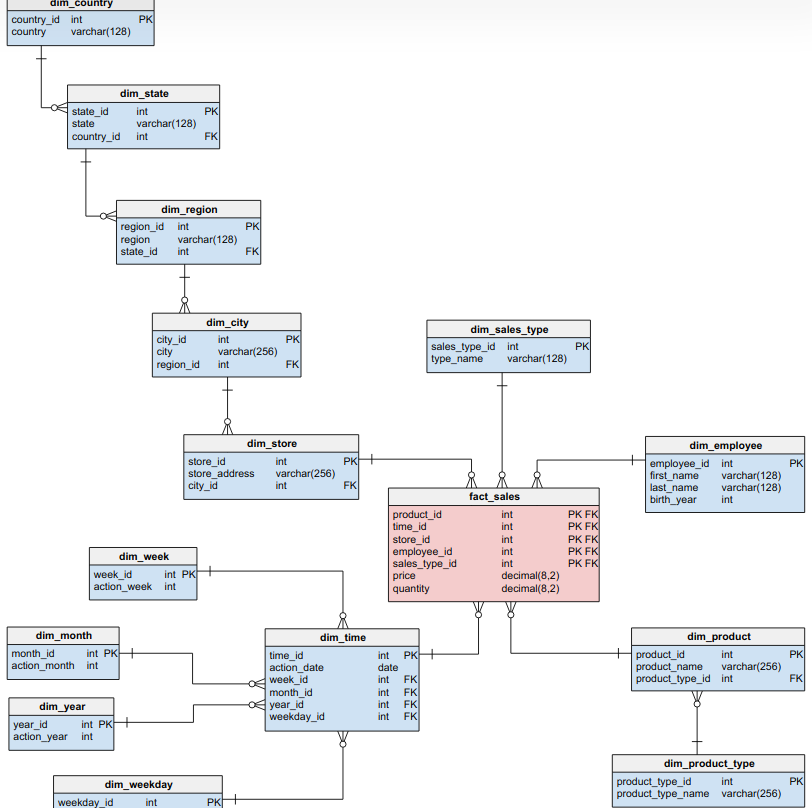 dim_country
country_id int PK
country varchar(128)
dim_state
state_id int PK
state varchar(128)
country_id int FK
dim_region
region_id int PK
region varchar(128)
state_id int FK
dim_city
city_id int PK
city varchar(256)
region_id int FK
dim_sales_type
sales_type_id int PK
type_name varchar(128)
dim_store
store_id int PK
store_address varchar(256)
city_id int FK
dim_employee
employee_id int PK
first_name varchar(128)
last_name varchar(128)
birth_year int
fact_sales
product_id int PK FK
time_id int PK FK
store_id int PK FK
employee_id int PK FK
sales_type_id int PK FK
price decimal(8,2)
quantity decimal(8,2)
dim_week
week_id int PK
action_week int
dim_month
month_id int PK
action_month int
dim_time
time_id int PK
action_date date
week_id int FK
month_id int FK
year_id int FK
weekday_id int FK
dim_product
product_id int PK
product_name varchar(256)
product_type_id int FK
dim_year
year_id int PK
action_year int
dim_product_type
product_type_id int PK
product_type_name varchar(256)
dim_weekday
weekday_id int PK